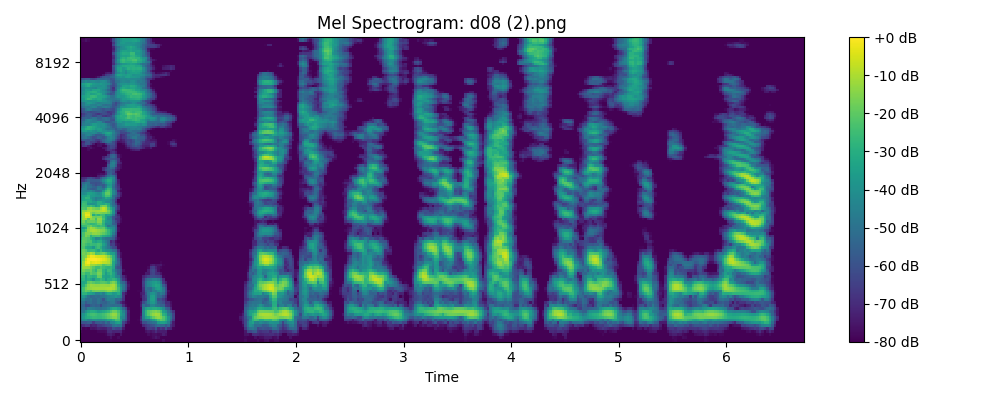 Mel Spectrogram: d08 (2).png
Hz
8192
4096
2048
1024
512
0
0 1 2 3 4 5 6
Time
+0 dB
-10 dB
-20 dB
-30 dB
-40 dB
-50 dB
-60 dB
-70 dB
-80 dB